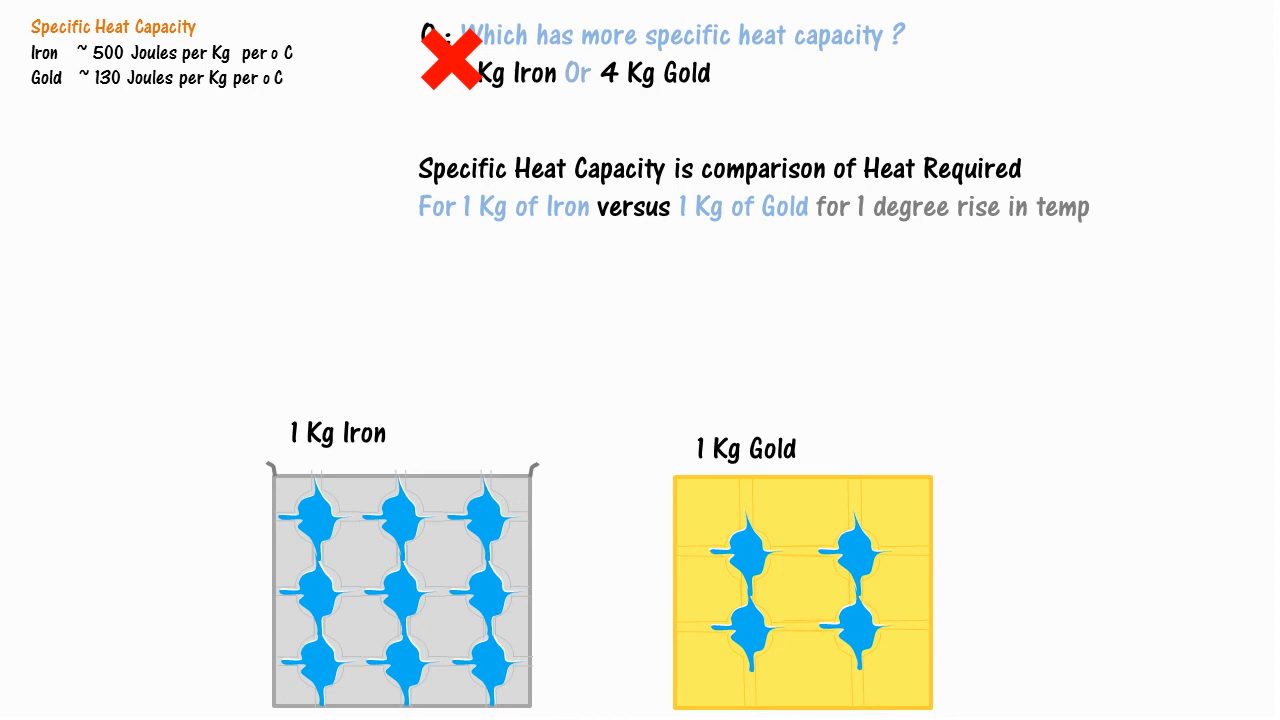 Specific Heat Capacity
Iron ~ 500 Joules per Kg per o C
Gold ~ 130 Joules per Kg per o C
Which has more specific heat capacity ?
Kg Iron Or 4 Kg Gold
Specific Heat Capacity is comparison of Heat Required
For 1 Kg of Iron versus 1 Kg of Gold for 1 degree rise in temp
1 Kg Iron
1 Kg Gold